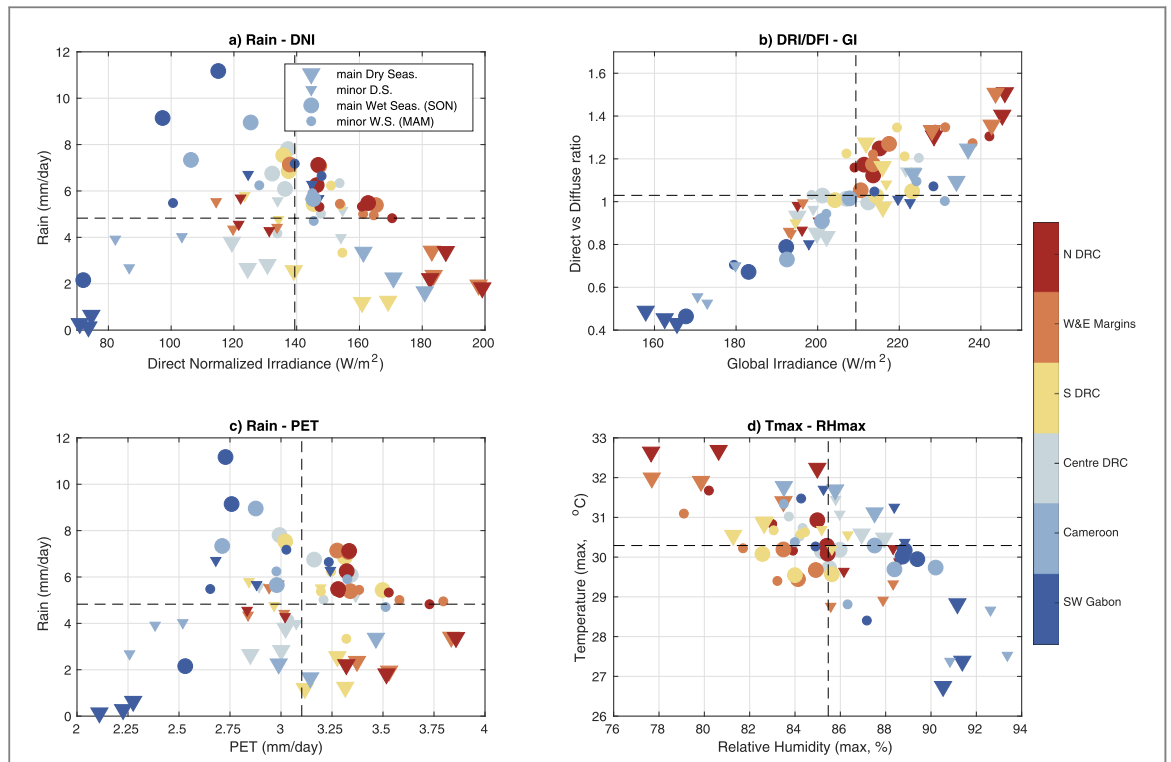 a) Rain - DNI
12
10
8
6
4
2
0
Rain (mm/day)
80
100
120
140
160
180
200
Direct Normalized Irradiance (W/m2)
main Dry Seas.
minor D.S.
main Wet Seas. (SON)
minor W.S. (MAM)
b) DRI/DFI - GI
1.6
1.4
1.2
1
0.8
0.6
0.4
Direct vs Diffuse ratio
160
180
200
220
240
Global Irradiance (W/m2)
c) Rain - PET
12
10
8
6
4
2
0
Rain (mm/day)
2
2.25
2.5
2.75
3
3.25
3.5
3.75
4
PET (mm/day)
d) Tmax - RHmax
33
32
31
30
29
28
27
26
Temperature (max, oC)
76
78
80
82
84
86
88
90
92
94
Relative Humidity (max, %)
N DRC
W&E Margins
S DRC
Centre DRC
Cameroon
SW Gabon